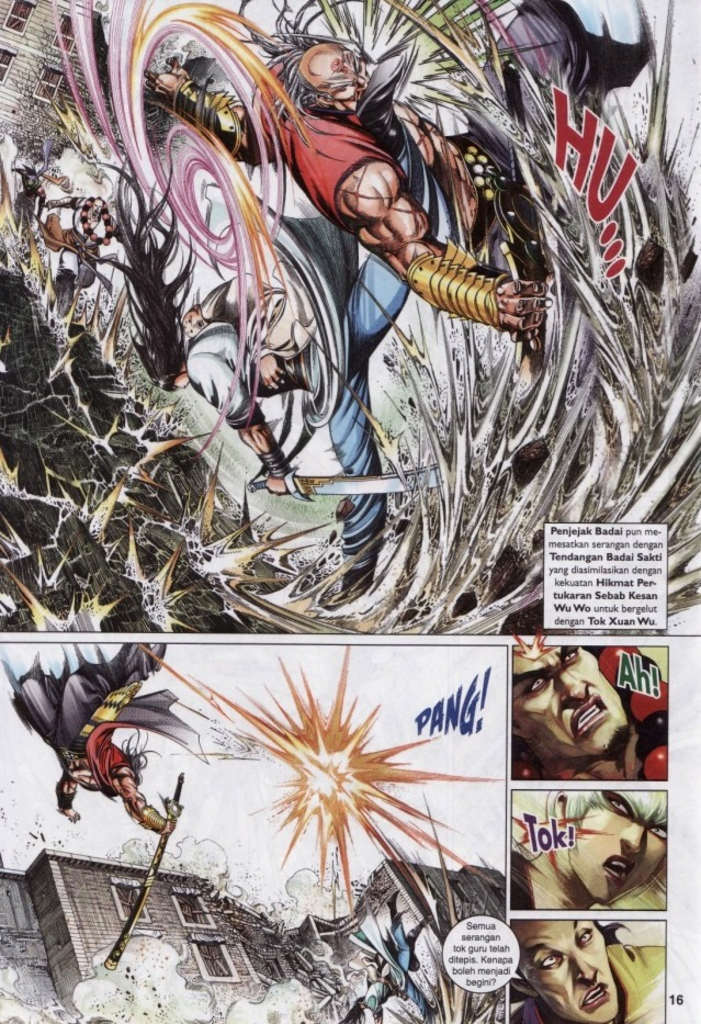 HU...
Penjejak Badai pun me-
mesatkan serangan dengan
Tendangan Badai Sakti
yang diasimilasikan dengan
kekuatan Hikmat Per-
tukaran Sebab Kesan
Wu Wo untuk bergelut
dengan Tok Xuan Wu.
PANG!
Ah!
Tok!
Semua
serangan
tok guru telah
ditepis. Kenapa
boleh menjadi
begini?
16